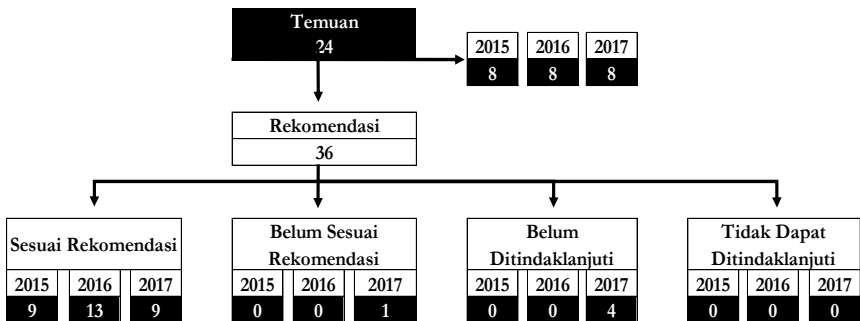 Temuan
24
2015 2016 2017
8 8 8
Rekomendasi
36
Sesuai Rekomendasi
2015 2016 2017
9 13 9
Belum Sesuai
Rekomendasi
2015 2016 2017
0 0 1
Belum
Ditindaklanjuti
2015 2016 2017
0 0 4
Tidak Dapat
Ditindaklanjuti
2015 2016 2017
0 0 0